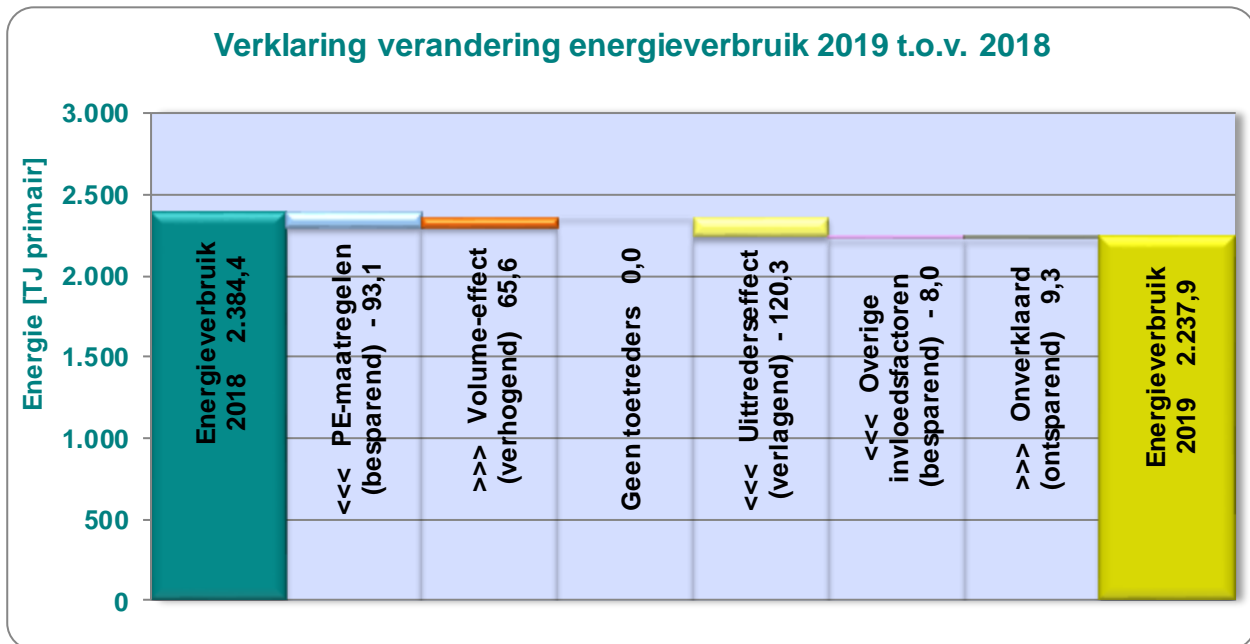 Verklaring verandering energieverbruik 2019 t.o.v. 2018
Energie [TJ primair]
3.000
2.500
2.000
1.500
1.000
500
0
Energieverbruik
2018 2.384,4
<<< PE-maatregelen
(besparend) - 93,1
>>> Volume-effect
(verhogend) 65,6
Geen toetreders 0,0
<<< Uittrederseffect
(verlagend) - 120,3
<<< Overige
invloedsfactoren
(besparend) - 8,0
>>> Onverklaard
(ontsparend) 9,3
Energieverbruik
2019 2.237,9